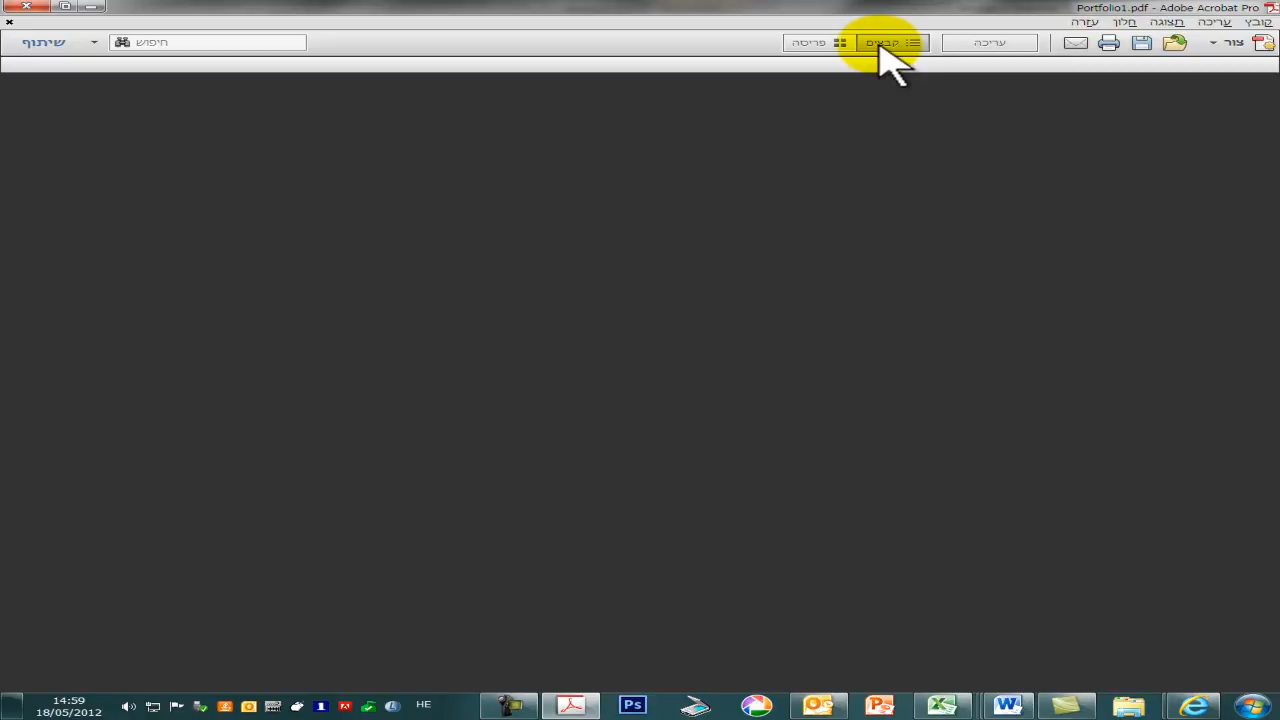 Portfolio1.pdf - Adobe Acrobat Pro
קובץ עריכה תצוגה חלון עזרה
צור עריכה קבצים פריסה חיפוש שיתוף
Ps HE 14:59
18/05/2012